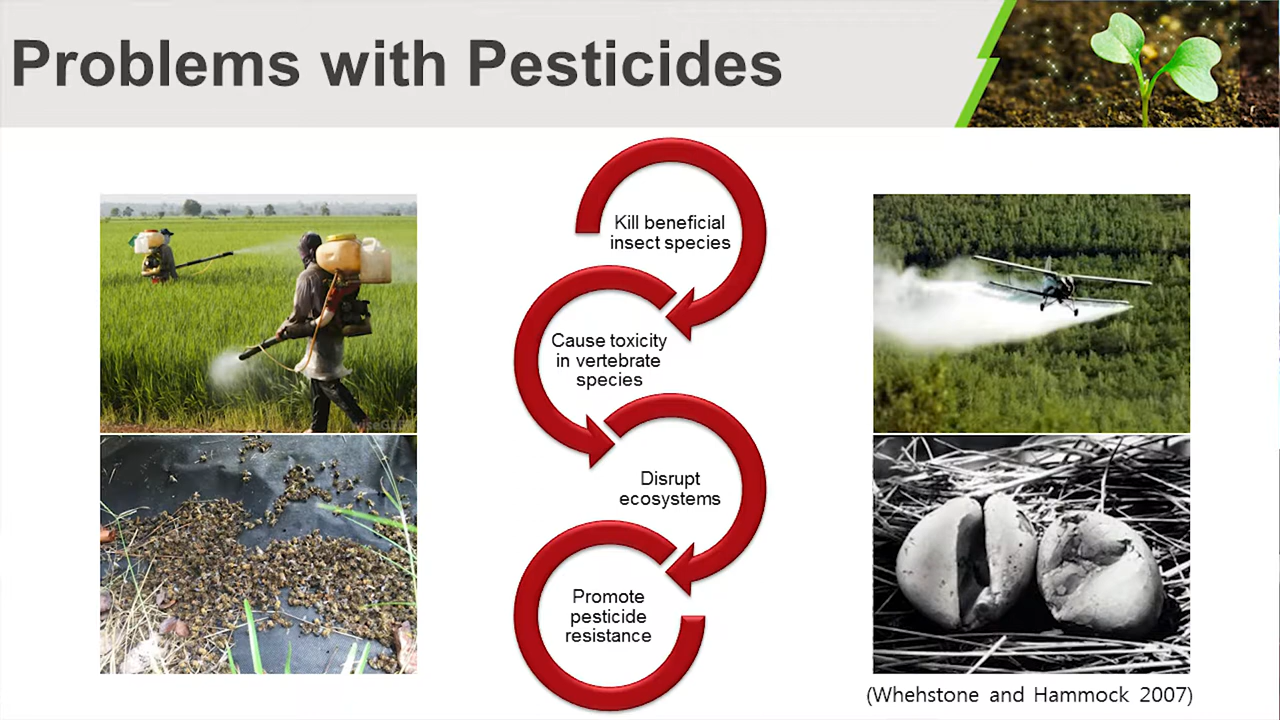 Problems with Pesticides
Kill beneficial
insect species
Cause toxicity
in vertebrate
species
Disrupt
ecosystems
Promote
pesticide
resistance
(Whehstone and Hammock 2007)